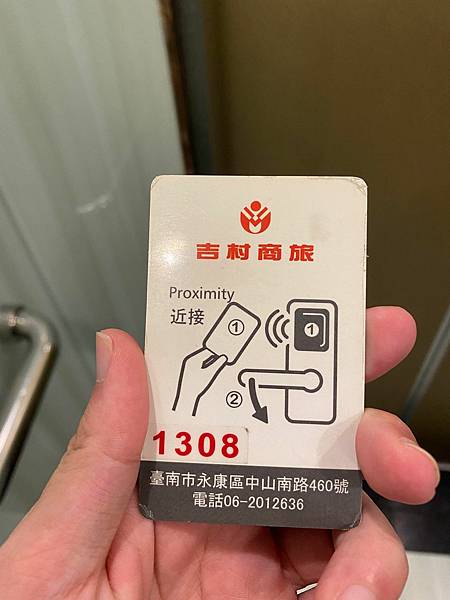 吉村商旅
Proximity
近接
①
①
②
1308
臺南市永康區中山南路460號
電話06-2012636